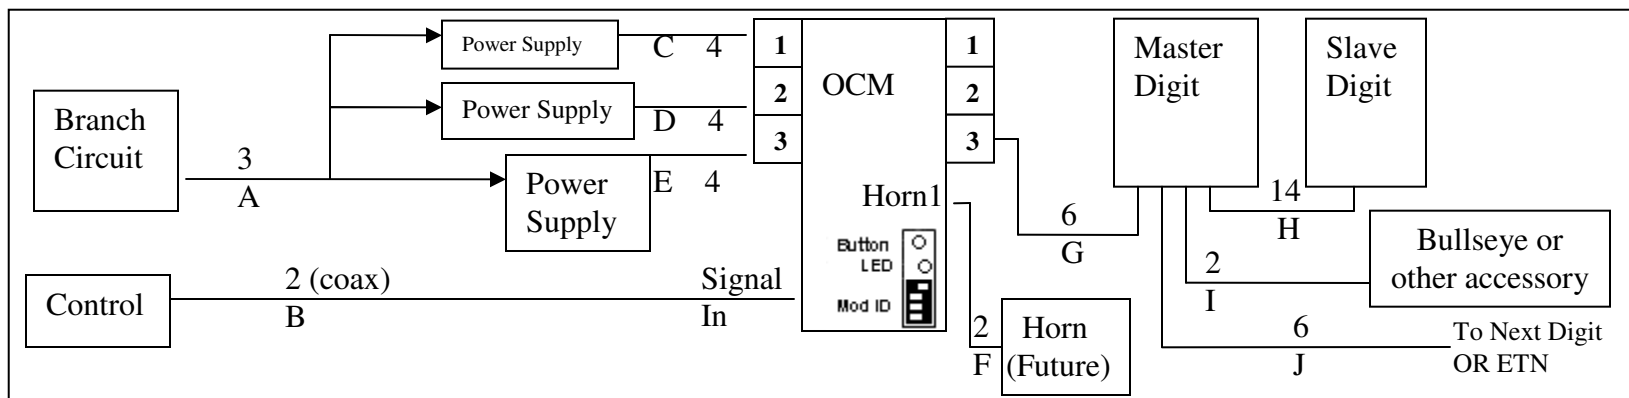 Branch
Circuit
3
A
Power Supply
C 4
Power Supply
D 4
Power
Supply
E 4
Control
2 (coax)
B
Signal
In
1
2
3
OCM
Horn1
Button
LED
Mod ID
1
2
3
2
F
Horn
(Future)
6
G
Master
Digit
Slave
Digit
14
H
2
I
Bullseye or
other accessory
6
J
To Next Digit
OR ETN